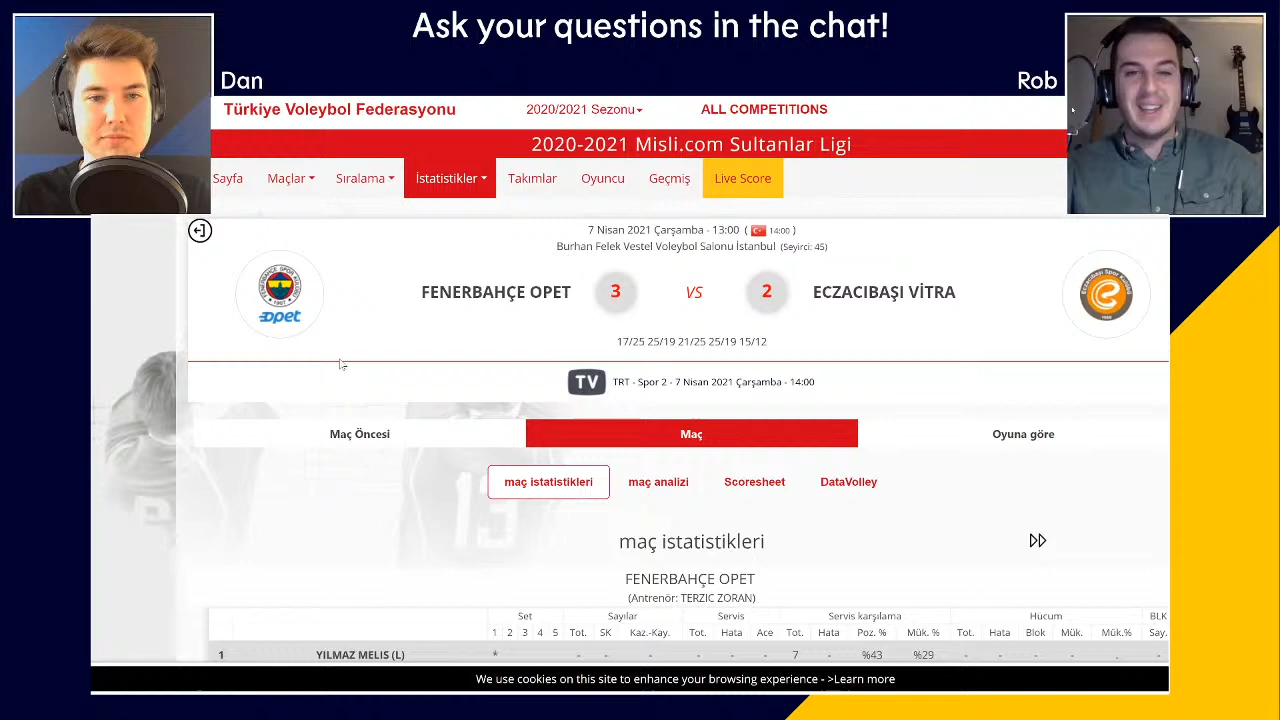 Ask your questions in the chat!
Dan
Rob
Türkiye Voleybol Federasyonu 2020/2021 Sezonu ALL COMPETITIONS
2020-2021 Misli.com Sultanlar Ligi
Sayfa Maçlar Sıralama İstatistikler Takımlar Oyuncu Geçmiş Live Score
7 Nisan 2021 Çarşamba - 13:00 ( 14:00 )
Burhan Felek Vestel Voleybol Salonu İstanbul (Seyirci: 45)
FENERBAHÇE SPOR KULÜBÜ
1907
opet
FENERBAHÇE OPET 3 VS 2 ECZACIBAŞI VİTRA
Eczacıbaşı Spor Kulübü
17/25 25/19 21/25 25/19 15/12
TV TRT - Spor 2 - 7 Nisan 2021 Çarşamba - 14:00
Maç Öncesi Maç Oyuna göre
maç istatistikleri maç analizi Scoresheet DataVolley
maç istatistikleri
FENERBAHÇE OPET
(Antrenör: TERZIC ZORAN)
Set Sayılar Servis Servis karşılama Hücum BLK
1 2 3 4 5 Tot. SK Kaz.-Kay. Tot. Hata Ace Tot. Hata Poz. % Mük. % Tot. Hata Blok Mük. Mük.% Say.
1 YILMAZ MELIS (L) * - - - - - - 7 - %43 %29 - - - - . -
We use cookies on this site to enhance your browsing experience - >Learn more